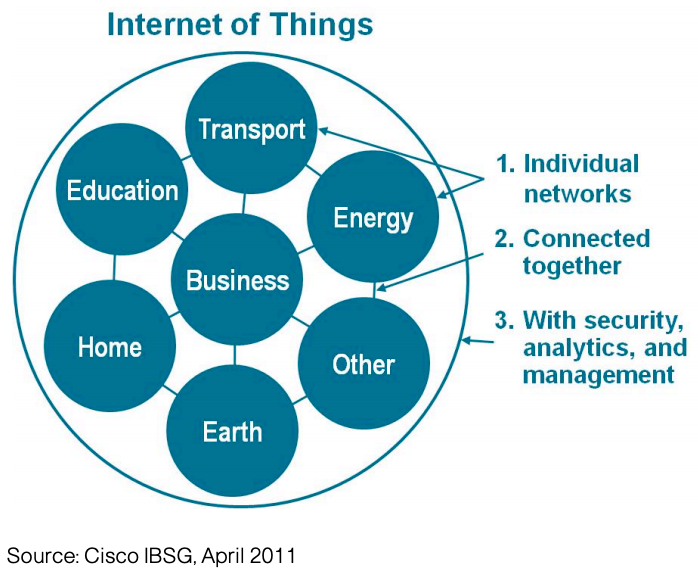 Internet of Things
Transport
Education
Energy
Business
Home
Other
Earth
1. Individual
networks
2. Connected
together
3. With security,
analytics, and
management
Source: Cisco IBSG, April 2011